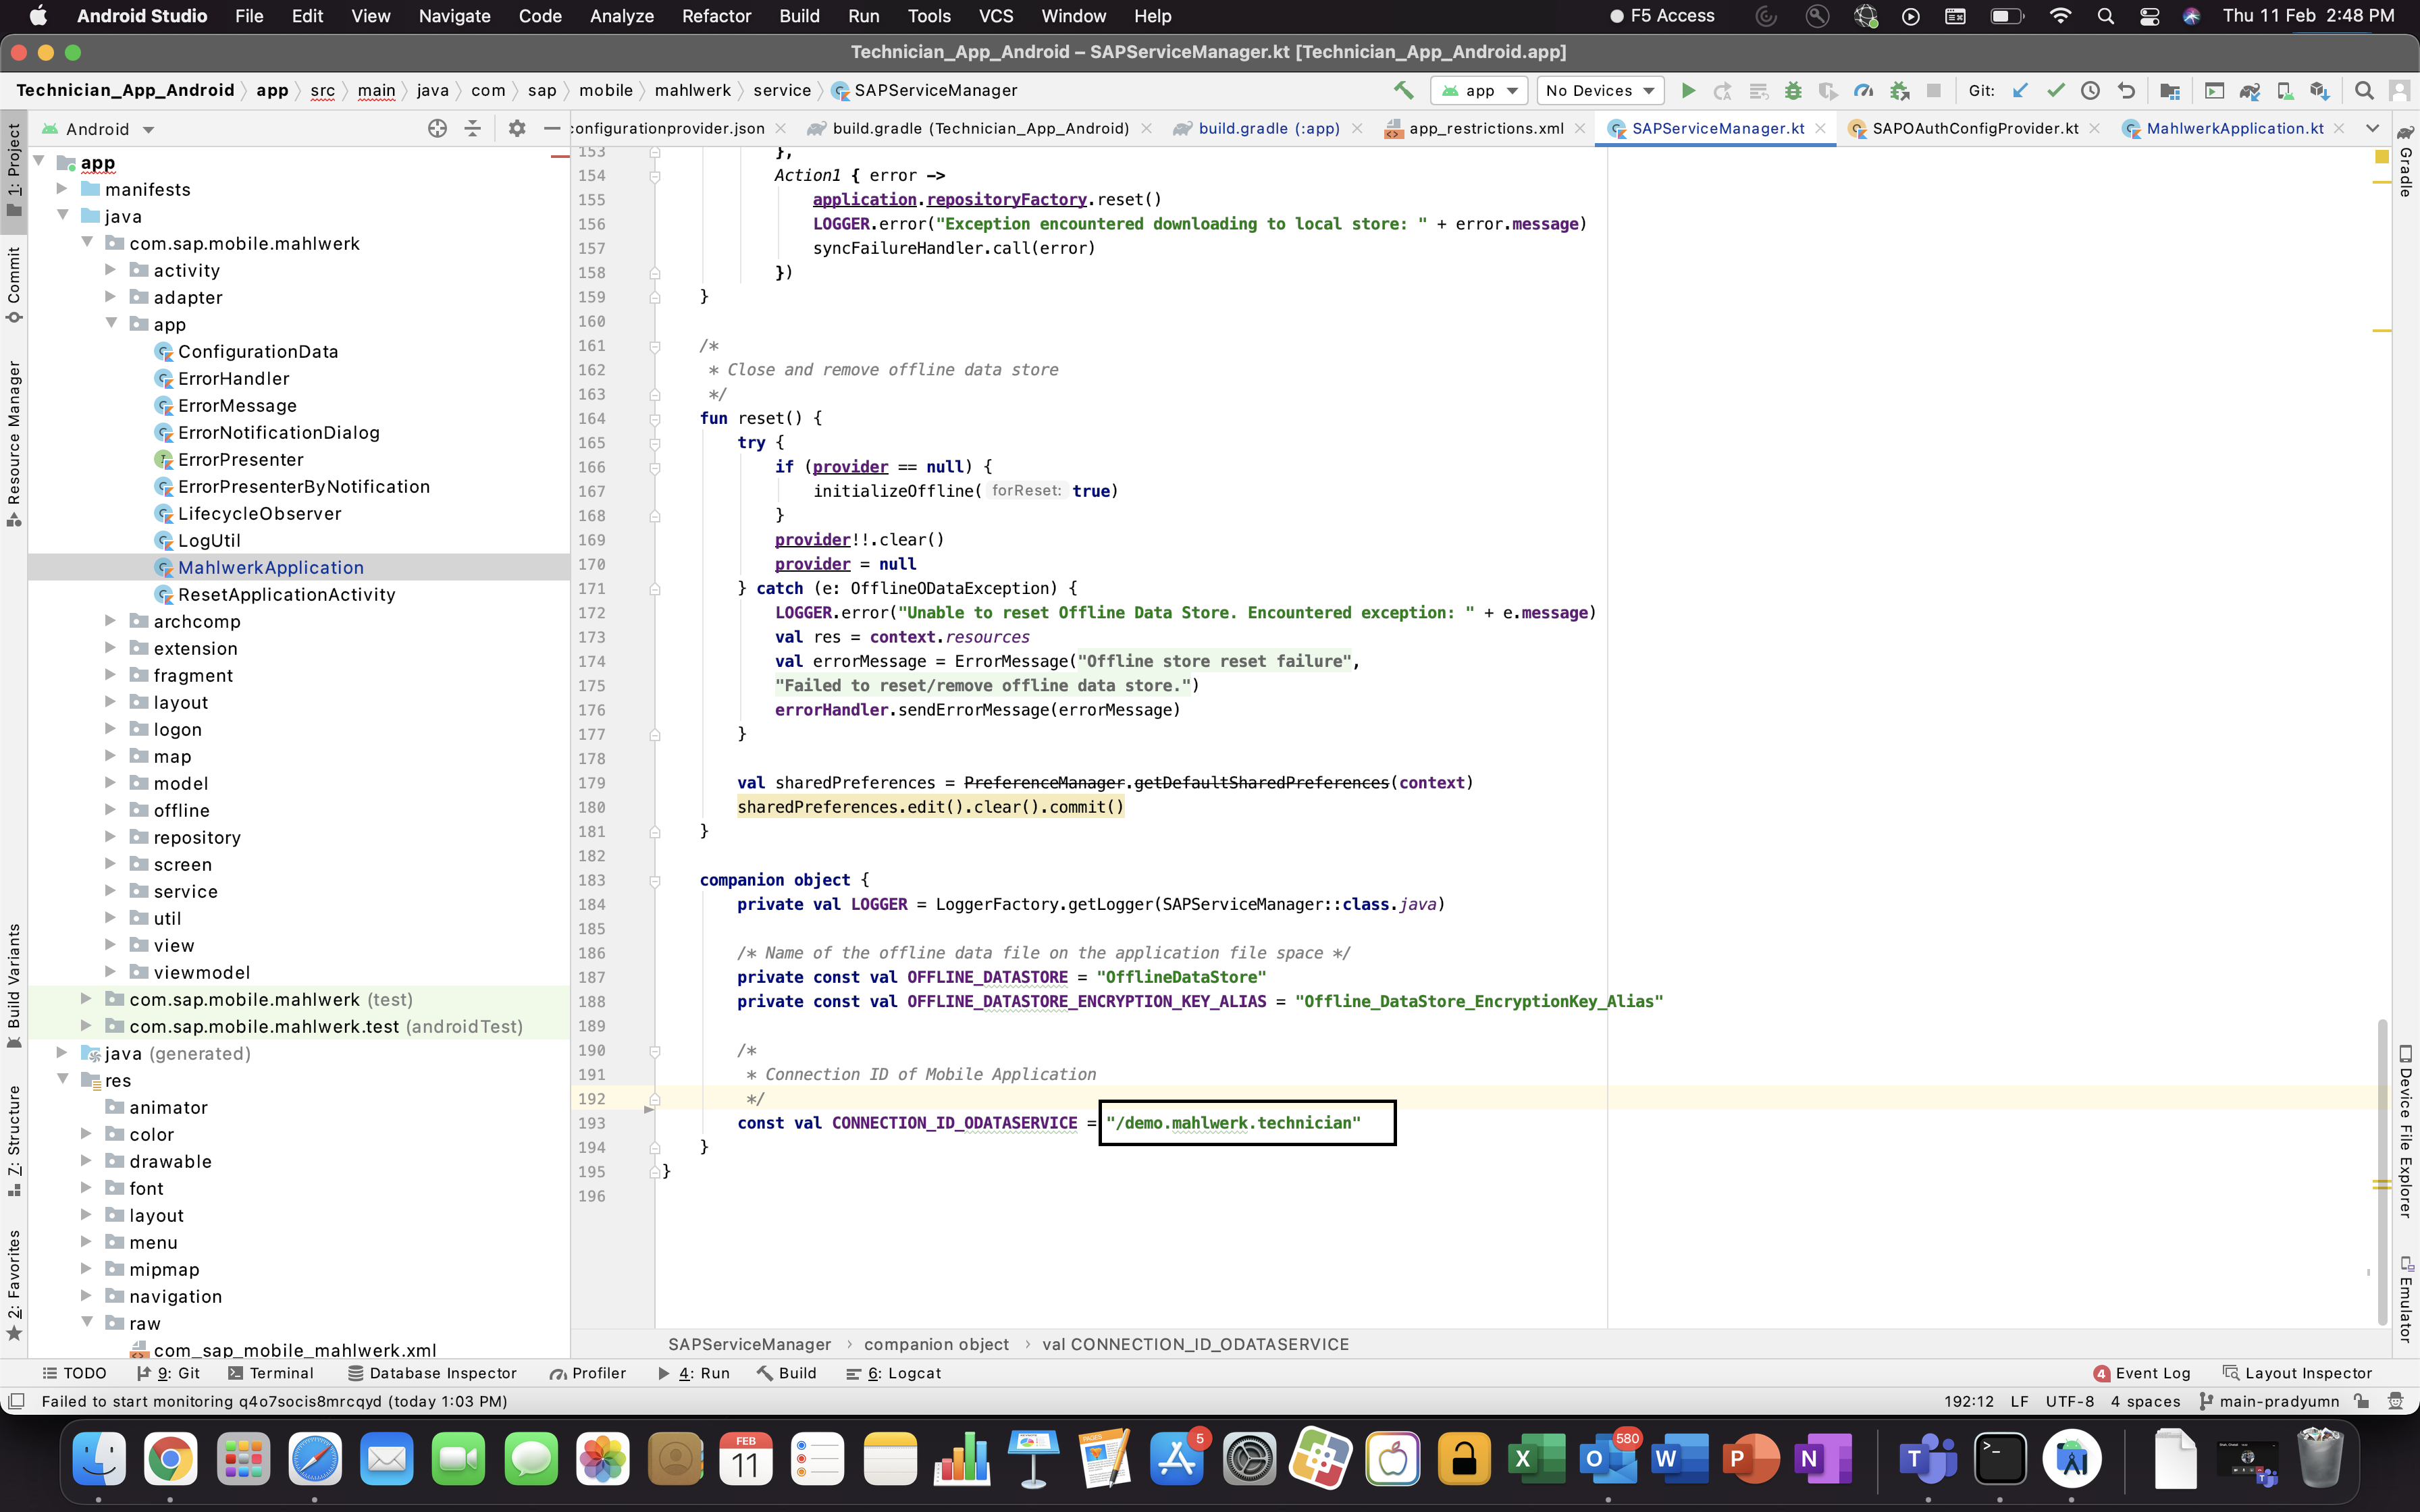 Android Studio File Edit View Navigate Code Analyze Refactor Build Run Tools VCS Window Help F5 Access Thu 11 Feb 2:48 PM
Technician_App_Android – SAPServiceManager.kt [Technician_App_Android.app]
Technician_App_Android app src main java com sap mobile mahlwerk service SAPServiceManager app No Devices Git:
Android
configurationprovider.json build.gradle (Technician_App_Android) build.gradle (:app) app_restrictions.xml SAPServiceManager.kt SAPOAuthConfigProvider.kt MahlwerkApplication.kt
1: Project
Commit
Resource Manager
Build Variants
7: Structure
2: Favorites
app
manifests
java
com.sap.mobile.mahlwerk
activity
adapter
app
ConfigurationData
ErrorHandler
ErrorMessage
ErrorNotificationDialog
ErrorPresenter
ErrorPresenterByNotification
LifecycleObserver
LogUtil
MahlwerkApplication
ResetApplicationActivity
archcomp
extension
fragment
layout
logon
map
model
offline
repository
screen
service
util
view
viewmodel
com.sap.mobile.mahlwerk (test)
com.sap.mobile.mahlwerk.test (androidTest)
java (generated)
res
animator
color
drawable
font
layout
menu
mipmap
navigation
raw
com_sap_mobile_mahlwerk.xml
153 },
154 Action1 { error ->
155 application.repositoryFactory.reset()
156 LOGGER.error("Exception encountered downloading to local store: " + error.message)
157 syncFailureHandler.call(error)
158 })
159 }
160
161 /*
162 * Close and remove offline data store
163 */
164 fun reset() {
165 try {
166 if (provider == null) {
167 initializeOffline( forReset: true)
168 }
169 provider!!.clear()
170 provider = null
171 } catch (e: OfflineODataException) {
172 LOGGER.error("Unable to reset Offline Data Store. Encountered exception: " + e.message)
173 val res = context.resources
174 val errorMessage = ErrorMessage("Offline store reset failure",
175 "Failed to reset/remove offline data store.")
176 errorHandler.sendErrorMessage(errorMessage)
177 }
178
179 val sharedPreferences = PreferenceManager.getDefaultSharedPreferences(context)
180 sharedPreferences.edit().clear().commit()
181 }
182
183 companion object {
184 private val LOGGER = LoggerFactory.getLogger(SAPServiceManager::class.java)
185
186 /* Name of the offline data file on the application file space */
187 private const val OFFLINE_DATASTORE = "OfflineDataStore"
188 private const val OFFLINE_DATASTORE_ENCRYPTION_KEY_ALIAS = "Offline_DataStore_EncryptionKey_Alias"
189
190 /*
191 * Connection ID of Mobile Application
192 */
193 const val CONNECTION_ID_ODATASERVICE = "/demo.mahlwerk.technician"
194 }
195 }
196
Gradle
Device File Explorer
Emulator
SAPServiceManager › companion object › val CONNECTION_ID_ODATASERVICE
TODO 9: Git Terminal Database Inspector Profiler 4: Run Build 6: Logcat 4 Event Log Layout Inspector
Failed to start monitoring q4o7socis8mrcqyd (today 1:03 PM) 192:12 LF UTF-8 4 spaces main-pradyumn
FEB
11
PAGES
5
580
X O W P N T